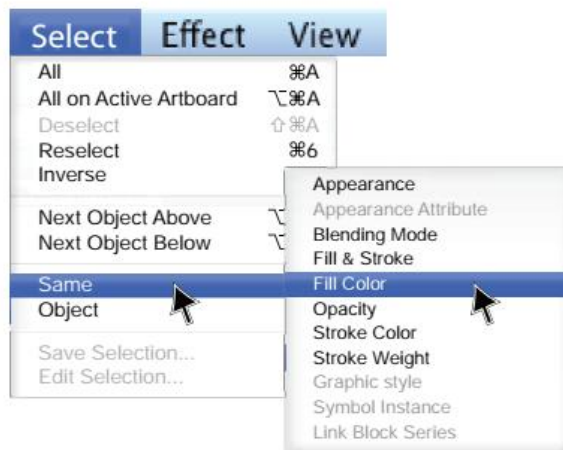 Select Effect View
All ⌘A
All on Active Artboard ⌥⌘A
Deselect ⇧⌘A
Reselect ⌘6
Inverse
Next Object Above ⌥
Next Object Below ⌥
Same
Object
Save Selection...
Edit Selection...
Appearance
Appearance Attribute
Blending Mode
Fill & Stroke
Fill Color
Opacity
Stroke Color
Stroke Weight
Graphic style
Symbol Instance
Link Block Series